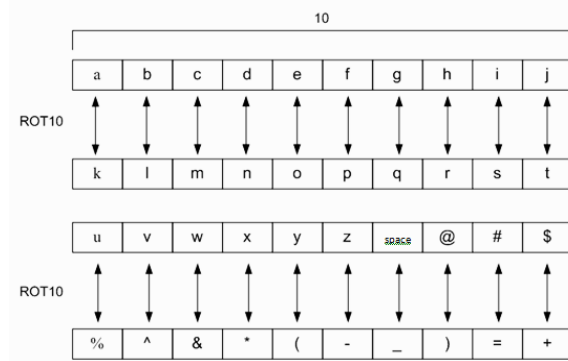 10
a b c d e f g h i j
ROT10
k l m n o p q r s t
u v w x y z space @ # $
ROT10
% ^ & * ( - _ ) = +